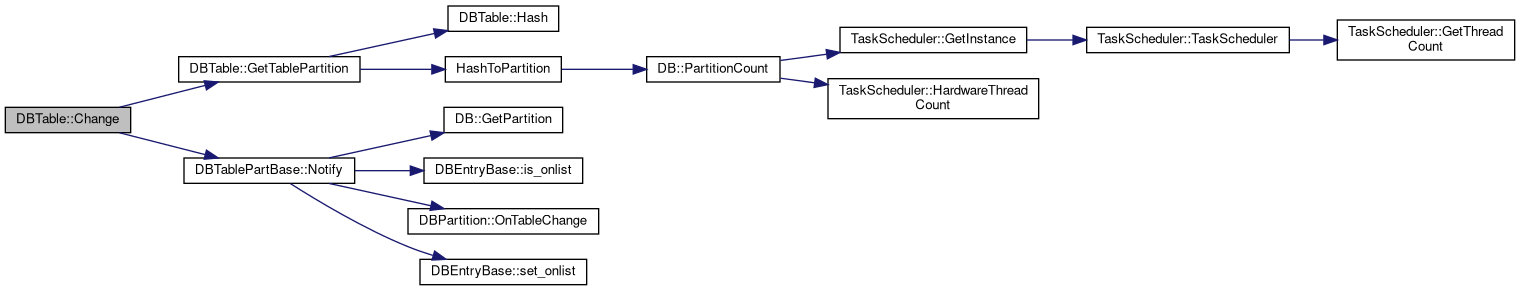 DBTable::Change
DBTable::GetTablePartition
DBTable::Hash
HashToPartition
DB::PartitionCount
TaskScheduler::GetInstance
TaskScheduler::TaskScheduler
TaskScheduler::GetThread
Count
TaskScheduler::HardwareThread
Count
DBTablePartBase::Notify
DB::GetPartition
DBEntryBase::is_onlist
DBPartition::OnTableChange
DBEntryBase::set_onlist